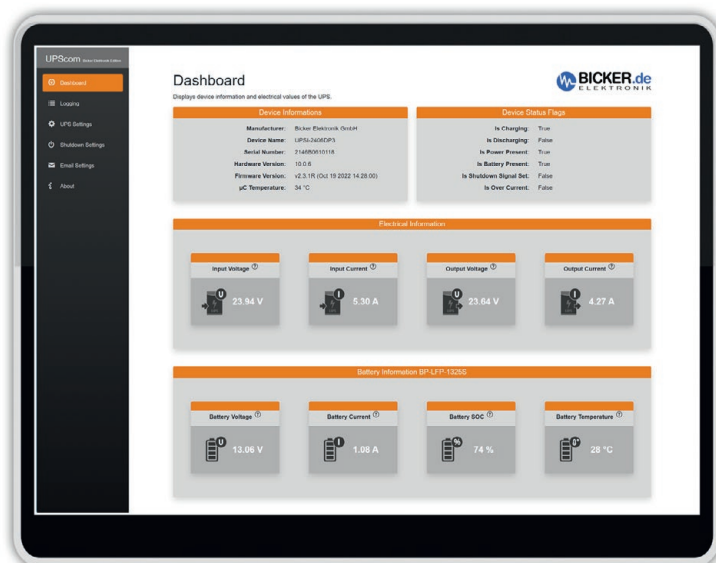 UPScom Bicker Elektronik Edition
Dashboard
Logging
UPS Settings
Shutdown Settings
Email Settings
About
Dashboard
BICKER.de
ELEKTRONIK
Displays device information and electrical values of the UPS.
Device Informations
Manufacturer: Bicker Elektronik GmbH
Device Name: UPSI-2406DP3
Serial Number: 2146B0610118
Hardware Version: 10.0.6
Firmware Version: v2.3.1R (Oct 19 2022 14:28:00)
µC Temperature: 34 °C
Device Status Flags
Is Charging: True
Is Discharging: False
Is Power Present: True
Is Battery Present: True
Is Shutdown Signal Set: False
Is Over Current: False
Electrical Information
Input Voltage ?
U
23.94 V
Input Current ?
I
5.30 A
Output Voltage ?
U
23.64 V
Output Current ?
I
4.27 A
Battery Information BP-LFP-1325S
Battery Voltage ?
U
13.06 V
Battery Current ?
I
1.08 A
Battery SOC ?
%
74 %
Battery Temperature ?
0°
28 °C